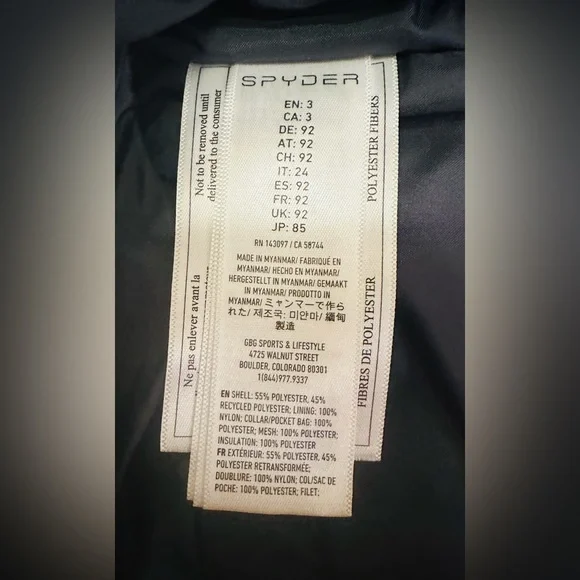 SPYDER
EN: 3
CA: 3
DE: 92
AT: 92
CH: 92
IT: 24
ES: 92
FR: 92
UK: 92
JP: 85
RN 143097 / CA 58744
MADE IN MYANMAR/ FABRIQUÉ EN
MYANMAR/ HECHO EN MYANMAR/
HERGESTELLT IN MYANMAR/ GEMAAKT
IN MYANMAR/ PRODOTTO IN
MYANMAR/ ミャンマーで作ら
れた/ 제조국: 미얀마/ 緬甸
製造
GBG SPORTS & LIFESTYLE
4725 WALNUT STREET
BOULDER, COLORADO 80301
1(844)977.9337
EN SHELL: 55% POLYESTER, 45%
RECYCLED POLYESTER; LINING: 100%
NYLON; COLLAR/POCKET BAG: 100%
POLYESTER; MESH: 100% POLYESTER;
INSULATION: 100% POLYESTER
FR EXTÉRIEUR: 55% POLYESTER, 45%
POLYESTER RETRANSFORMÉE;
DOUBLURE: 100% NYLON; COL/SAC DE
POCHE: 100% POLYESTER; FILET;
Not to be removed until
delivered to the consumer
Ne pas enlever avant la
POLYESTER FIBERS
FIBRES DE POLYESTER